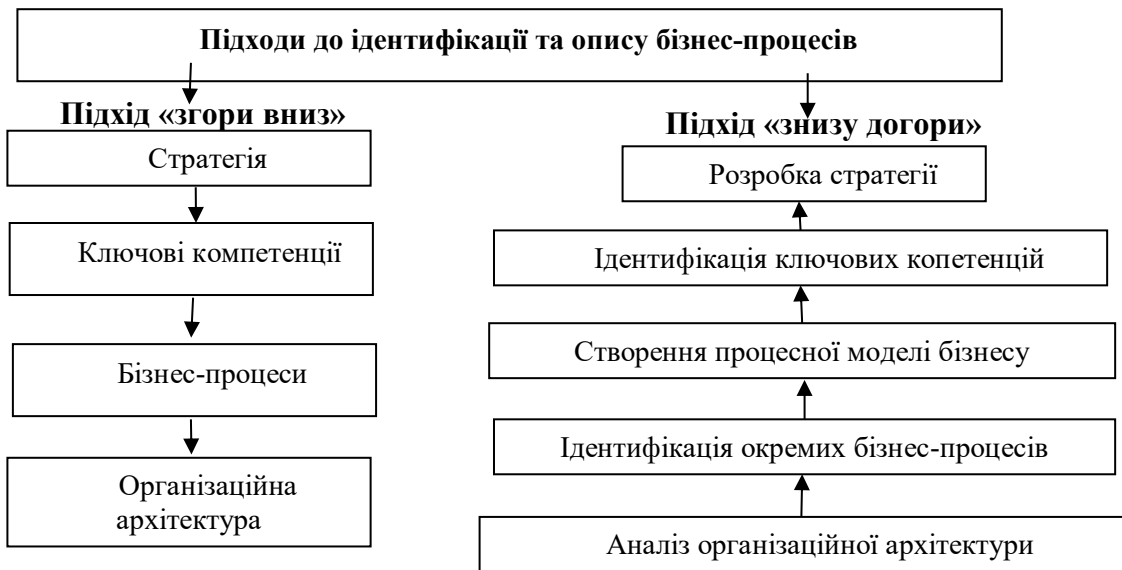 Підходи до ідентифікації та опису бізнес-процесів
Підхід «згори вниз»
Стратегія
Ключові компетенції
Бізнес-процеси
Організаційна
архітектура
Підхід «знизу догори»
Розробка стратегії
Ідентифікація ключових копетенцій
Створення процесної моделі бізнесу
Ідентифікація окремих бізнес-процесів
Аналіз організаційної архітектури